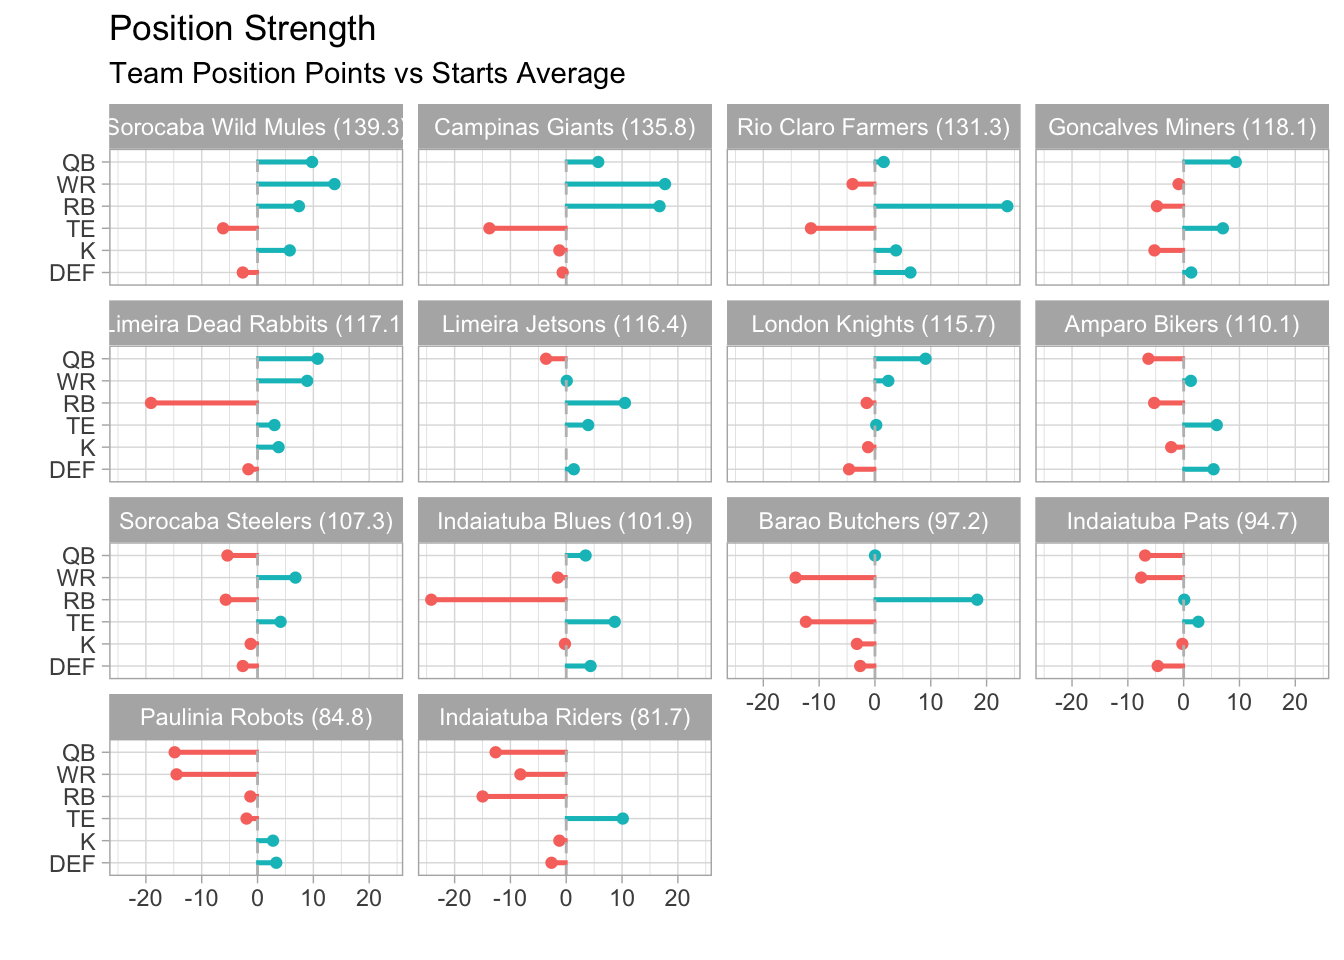 Position Strength
Team Position Points vs Starts Average
Sorocaba Wild Mules (139.3) Campinas Giants (135.8) Rio Claro Farmers (131.3) Goncalves Miners (118.1)
QB
WR
RB
TE
K
DEF
Limeira Dead Rabbits (117.1 Limeira Jetsons (116.4) London Knights (115.7) Amparo Bikers (110.1)
QB
WR
RB
TE
K
DEF
Sorocaba Steelers (107.3) Indaiatuba Blues (101.9) Barao Butchers (97.2) Indaiatuba Pats (94.7)
QB
WR
RB
TE
K
DEF
-20 -10 0 10 20 -20 -10 0 10 20
Paulinia Robots (84.8) Indaiatuba Riders (81.7)
QB
WR
RB
TE
K
DEF
-20 -10 0 10 20 -20 -10 0 10 20